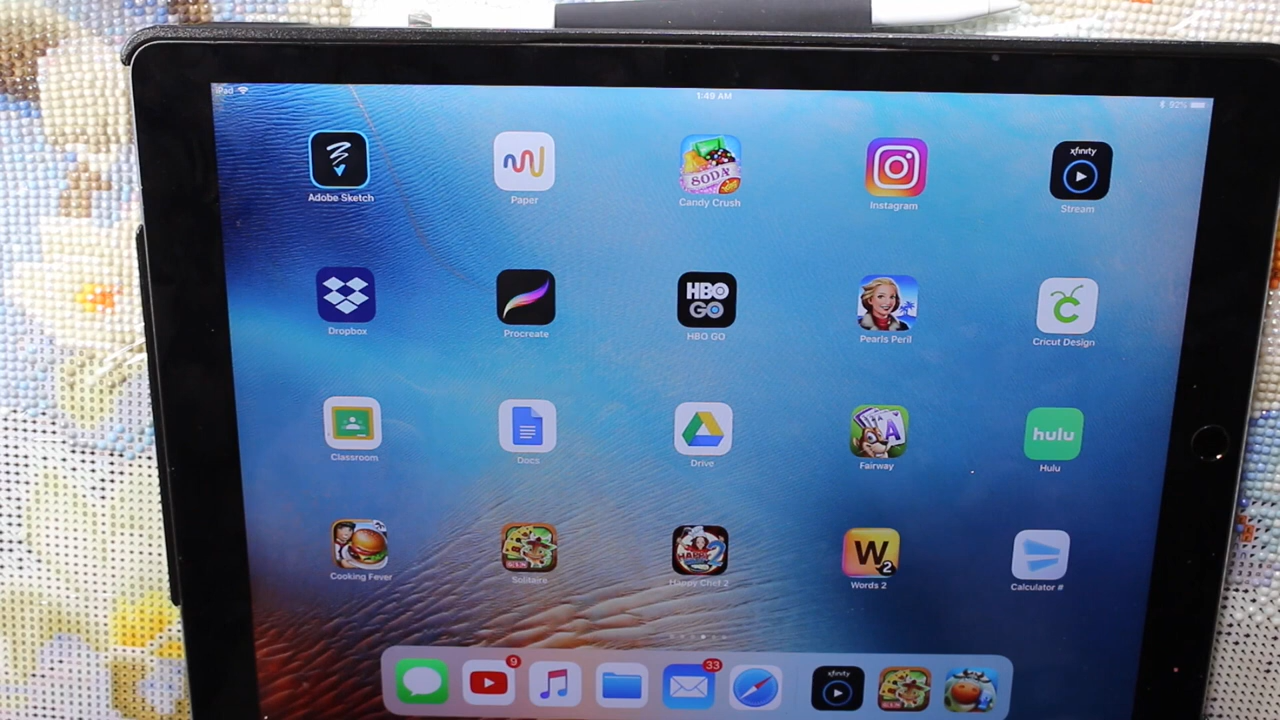 iPad
1:49 AM
92%
xfinity
SODA
Adobe Sketch
Paper
Candy Crush
Instagram
Stream
HBO
GO
Dropbox
Procreate
HBO GO
Pearls Peril
Cricut Design
A
hulu
Classroom
Docs
Drive
Fairway
Hulu
W
2
Cooking Fever
Solitaire
Happy Chef 2
Words 2
Calculator #
9
33
xfinity